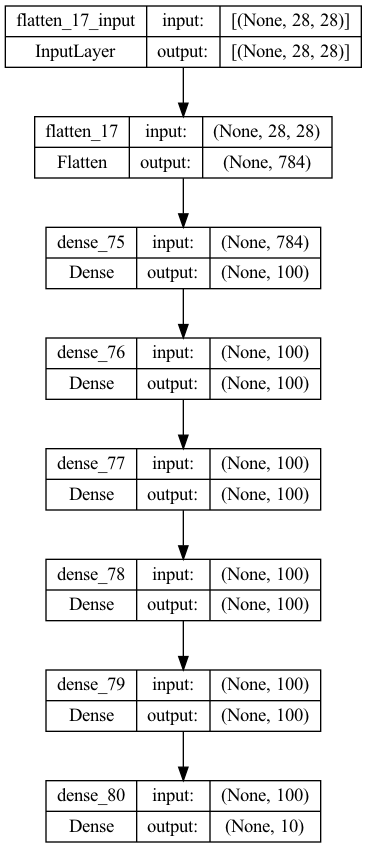 flatten_17_input input: [(None, 28, 28)]
InputLayer output: [(None, 28, 28)]
flatten_17 input: (None, 28, 28)
Flatten output: (None, 784)
dense_75 input: (None, 784)
Dense output: (None, 100)
dense_76 input: (None, 100)
Dense output: (None, 100)
dense_77 input: (None, 100)
Dense output: (None, 100)
dense_78 input: (None, 100)
Dense output: (None, 100)
dense_79 input: (None, 100)
Dense output: (None, 100)
dense_80 input: (None, 100)
Dense output: (None, 10)